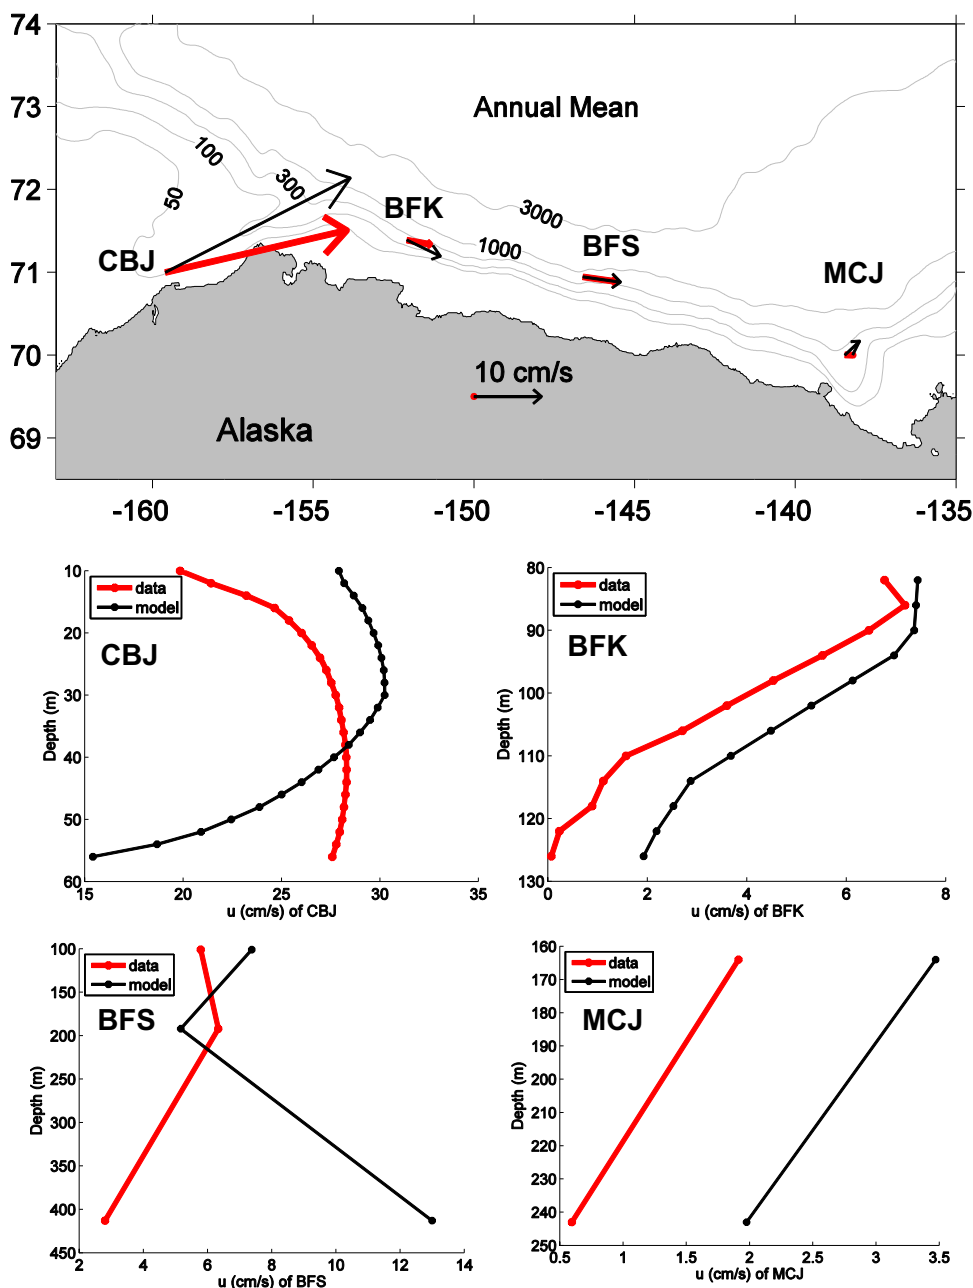 74
73
72
71
70
69
Annual Mean
100
50
300
3000
1000
BFK
BFS
CBJ
MCJ
10 cm/s
Alaska
-160
-155
-150
-145
-140
-135
10
20
30
40
50
60
Depth (m)
data
model
CBJ
15
20
25
30
35
u (cm/s) of CBJ
80
90
100
110
120
130
Depth (m)
data
model
BFK
0
2
4
6
8
u (cm/s) of BFK
100
150
200
250
300
350
400
450
Depth (m)
data
model
BFS
2
4
6
8
10
12
14
u (cm/s) of BFS
160
170
180
190
200
210
220
230
240
250
Depth (m)
data
model
MCJ
0.5
1
1.5
2
2.5
3
3.5
u (cm/s) of MCJ